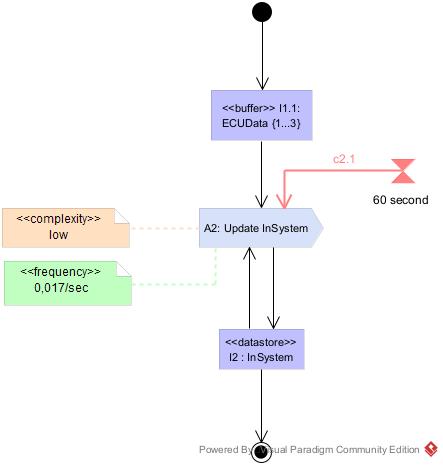 <<buffer>> I1.1:
ECUData {1...3}
c2.1
60 second
<<complexity>>
low
A2: Update InSystem
<<frequency>>
0,017/sec
<<datastore>>
I2 : InSystem
Powered By Visual Paradigm Community Edition